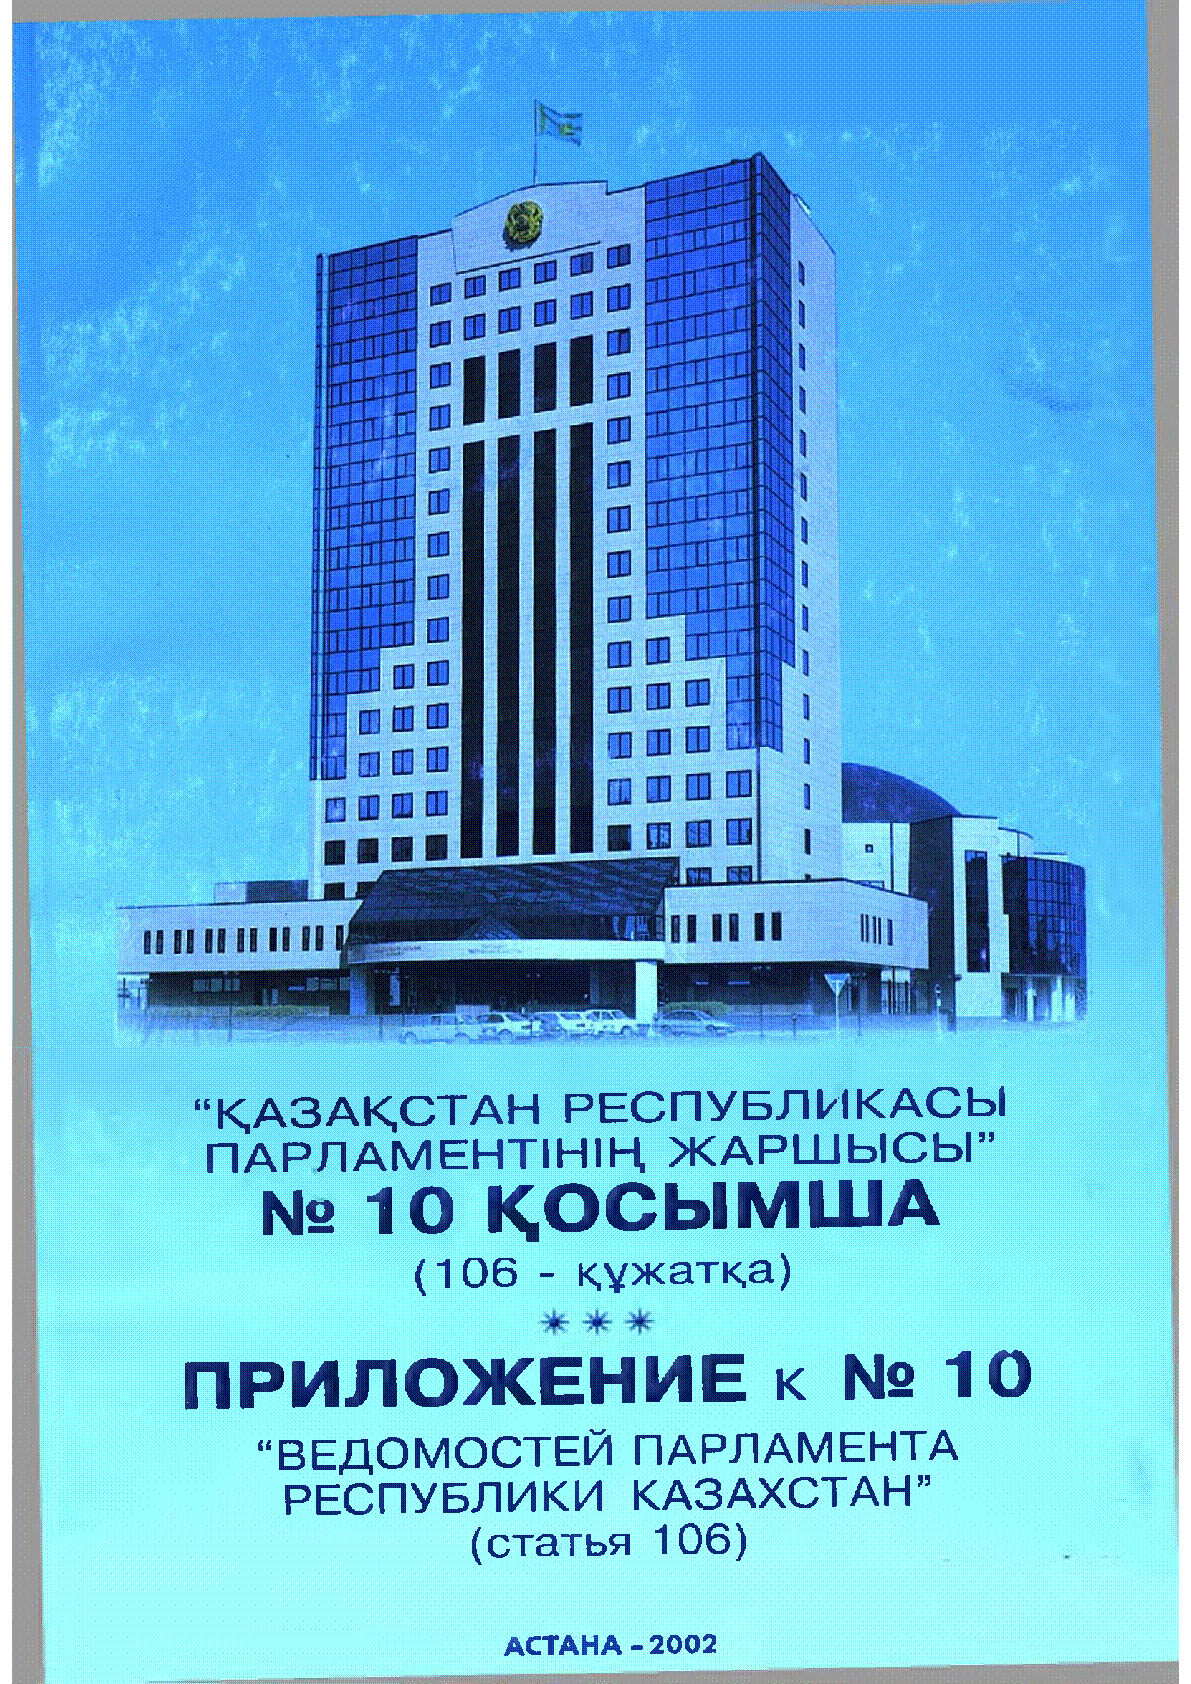 “ҚАЗАҚСТАН РЕСПУБЛИКАСЫ
ПАРЛАМЕНТІНІҢ ЖАРШЫСЫ”
№ 10 ҚОСЫМША
(106 - құжатқа)
✳ ✳ ✳
ПРИЛОЖЕНИЕ к № 10
“ВЕДОМОСТЕЙ ПАРЛАМЕНТА
РЕСПУБЛИКИ КАЗАХСТАН”
(статья 106)
АСТАНА - 2002